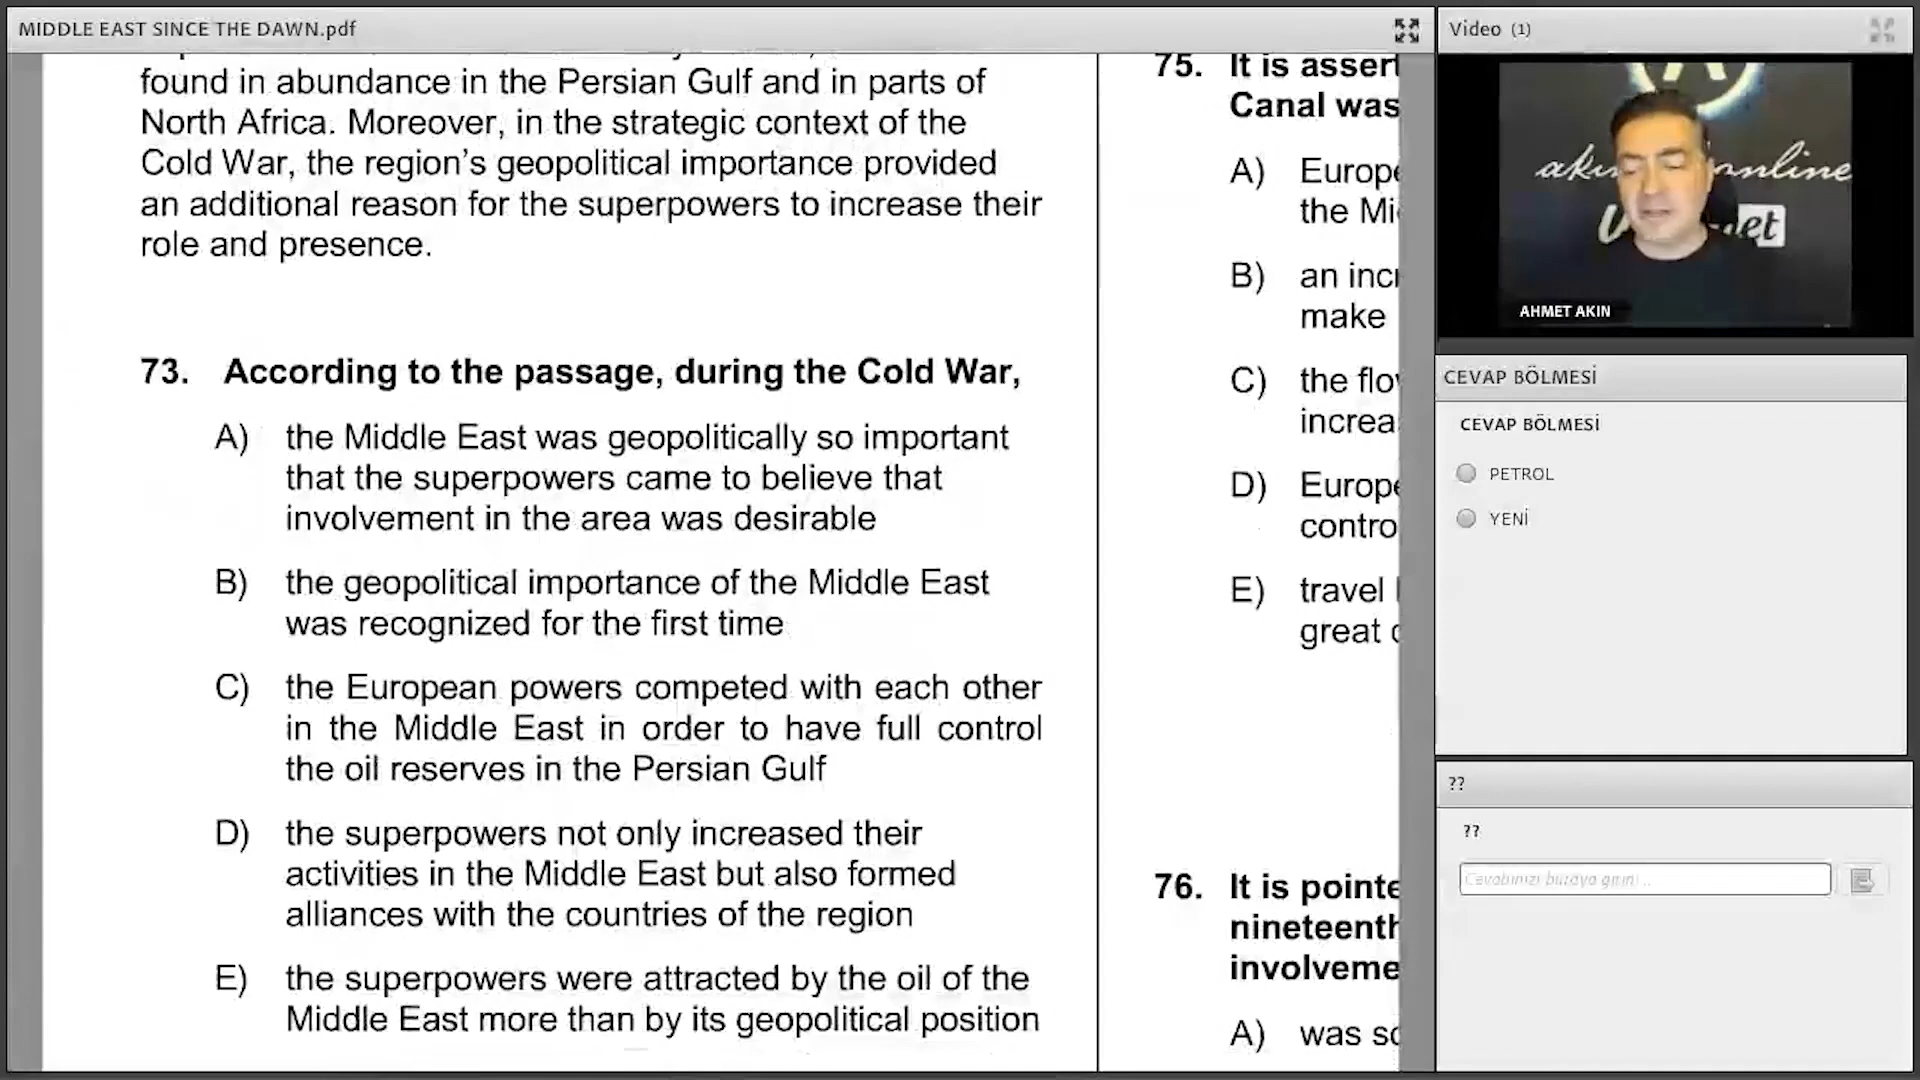 MIDDLE EAST SINCE THE DAWN.pdf
found in abundance in the Persian Gulf and in parts of
North Africa. Moreover, in the strategic context of the
Cold War, the region's geopolitical importance provided
an additional reason for the superpowers to increase their
role and presence.
73. According to the passage, during the Cold War,
A) the Middle East was geopolitically so important
that the superpowers came to believe that
involvement in the area was desirable
B) the geopolitical importance of the Middle East
was recognized for the first time
C) the European powers competed with each other
in the Middle East in order to have full control
the oil reserves in the Persian Gulf
D) the superpowers not only increased their
activities in the Middle East but also formed
alliances with the countries of the region
E) the superpowers were attracted by the oil of the
Middle East more than by its geopolitical position
75. It is assert
Canal was
A) Europe
the Mi
B) an incr
make
C) the flo
increa
D) Europe
contro
E) travel
great
76. It is pointe
nineteenth
involveme
A) was so
Video (1)
AHMET AKIN
CEVAP BÖLMESİ
CEVAP BÖLMESİ
PETROL
YENİ
??
??
Cevabınızı buraya girin...